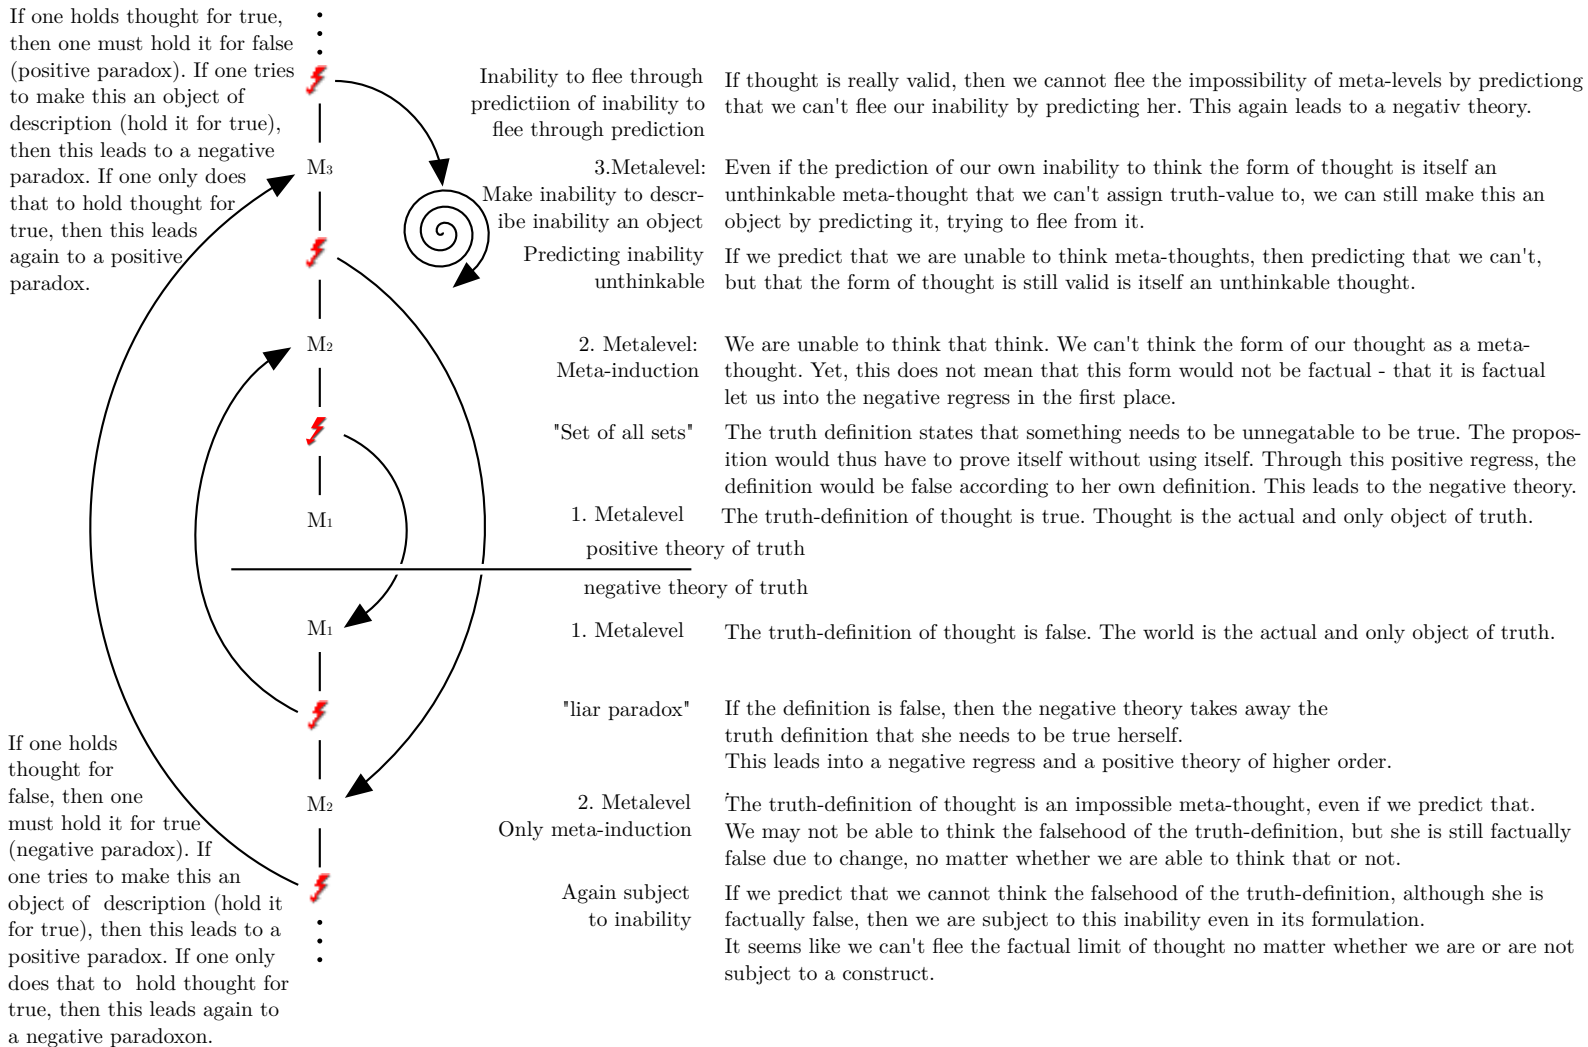 If one holds thought for true,
then one must hold it for false
(positive paradox). If one tries
to make this an object of
description (hold it for true),
then this leads to a negative
paradox. If one only does
that to hold thought for
true, then this leads
again to a positive
paradox.
Inability to flee through
predictiion of inability to
flee through prediction
If thought is really valid, then we cannot flee the impossibility of meta-levels by predictiong
that we can't flee our inability by predicting her. This again leads to a negativ theory.
M3
3.Metalevel:
Make inability to descr-
ibe inability an object
Even if the prediction of our own inability to think the form of thought is itself an
unthinkable meta-thought that we can't assign truth-value to, we can still make this an
object by predicting it, trying to flee from it.
Predicting inability
unthinkable
If we predict that we are unable to think meta-thoughts, then predicting that we can't,
but that the form of thought is still valid is itself an unthinkable thought.
M2
2. Metalevel:
Meta-induction
We are unable to think that think. We can't think the form of our thought as a meta-
thought. Yet, this does not mean that this form would not be factual - that it is factual
let us into the negative regress in the first place.
"Set of all sets"
The truth definition states that something needs to be unnegatable to be true. The propos-
ition would thus have to prove itself without using itself. Through this positive regress, the
definition would be false according to her own definition. This leads to the negative theory.
M1
1. Metalevel
The truth-definition of thought is true. Thought is the actual and only object of truth.
positive theory of truth
negative theory of truth
M1
1. Metalevel
The truth-definition of thought is false. The world is the actual and only object of truth.
"liar paradox"
If the definition is false, then the negative theory takes away the
truth definition that she needs to be true herself.
This leads into a negative regress and a positive theory of higher order.
M2
2. Metalevel
Only meta-induction
The truth-definition of thought is an impossible meta-thought, even if we predict that.
We may not be able to think the falsehood of the truth-definition, but she is still factually
false due to change, no matter whether we are able to think that or not.
Again subject
to inability
If we predict that we cannot think the falsehood of the truth-definition, although she is
factually false, then we are subject to this inability even in its formulation.
It seems like we can't flee the factual limit of thought no matter whether we are or are not
subject to a construct.
If one holds
thought for
false, then one
must hold it for true
(negative paradox). If
one tries to make this an
object of description (hold it
for true), then this leads to a
positive paradox. If one only
does that to hold thought for
true, then this leads again to
a negative paradoxon.